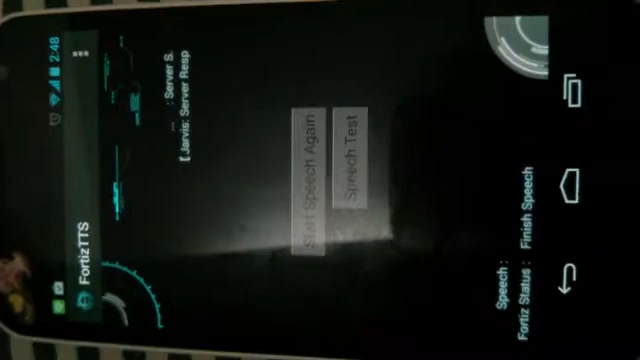 2:48
FortizTTS
... : Server S.
[ Jarvis: Server Resp
Start Speech Again
Speech Test
Speech :
Fortiz Status : Finish Speech